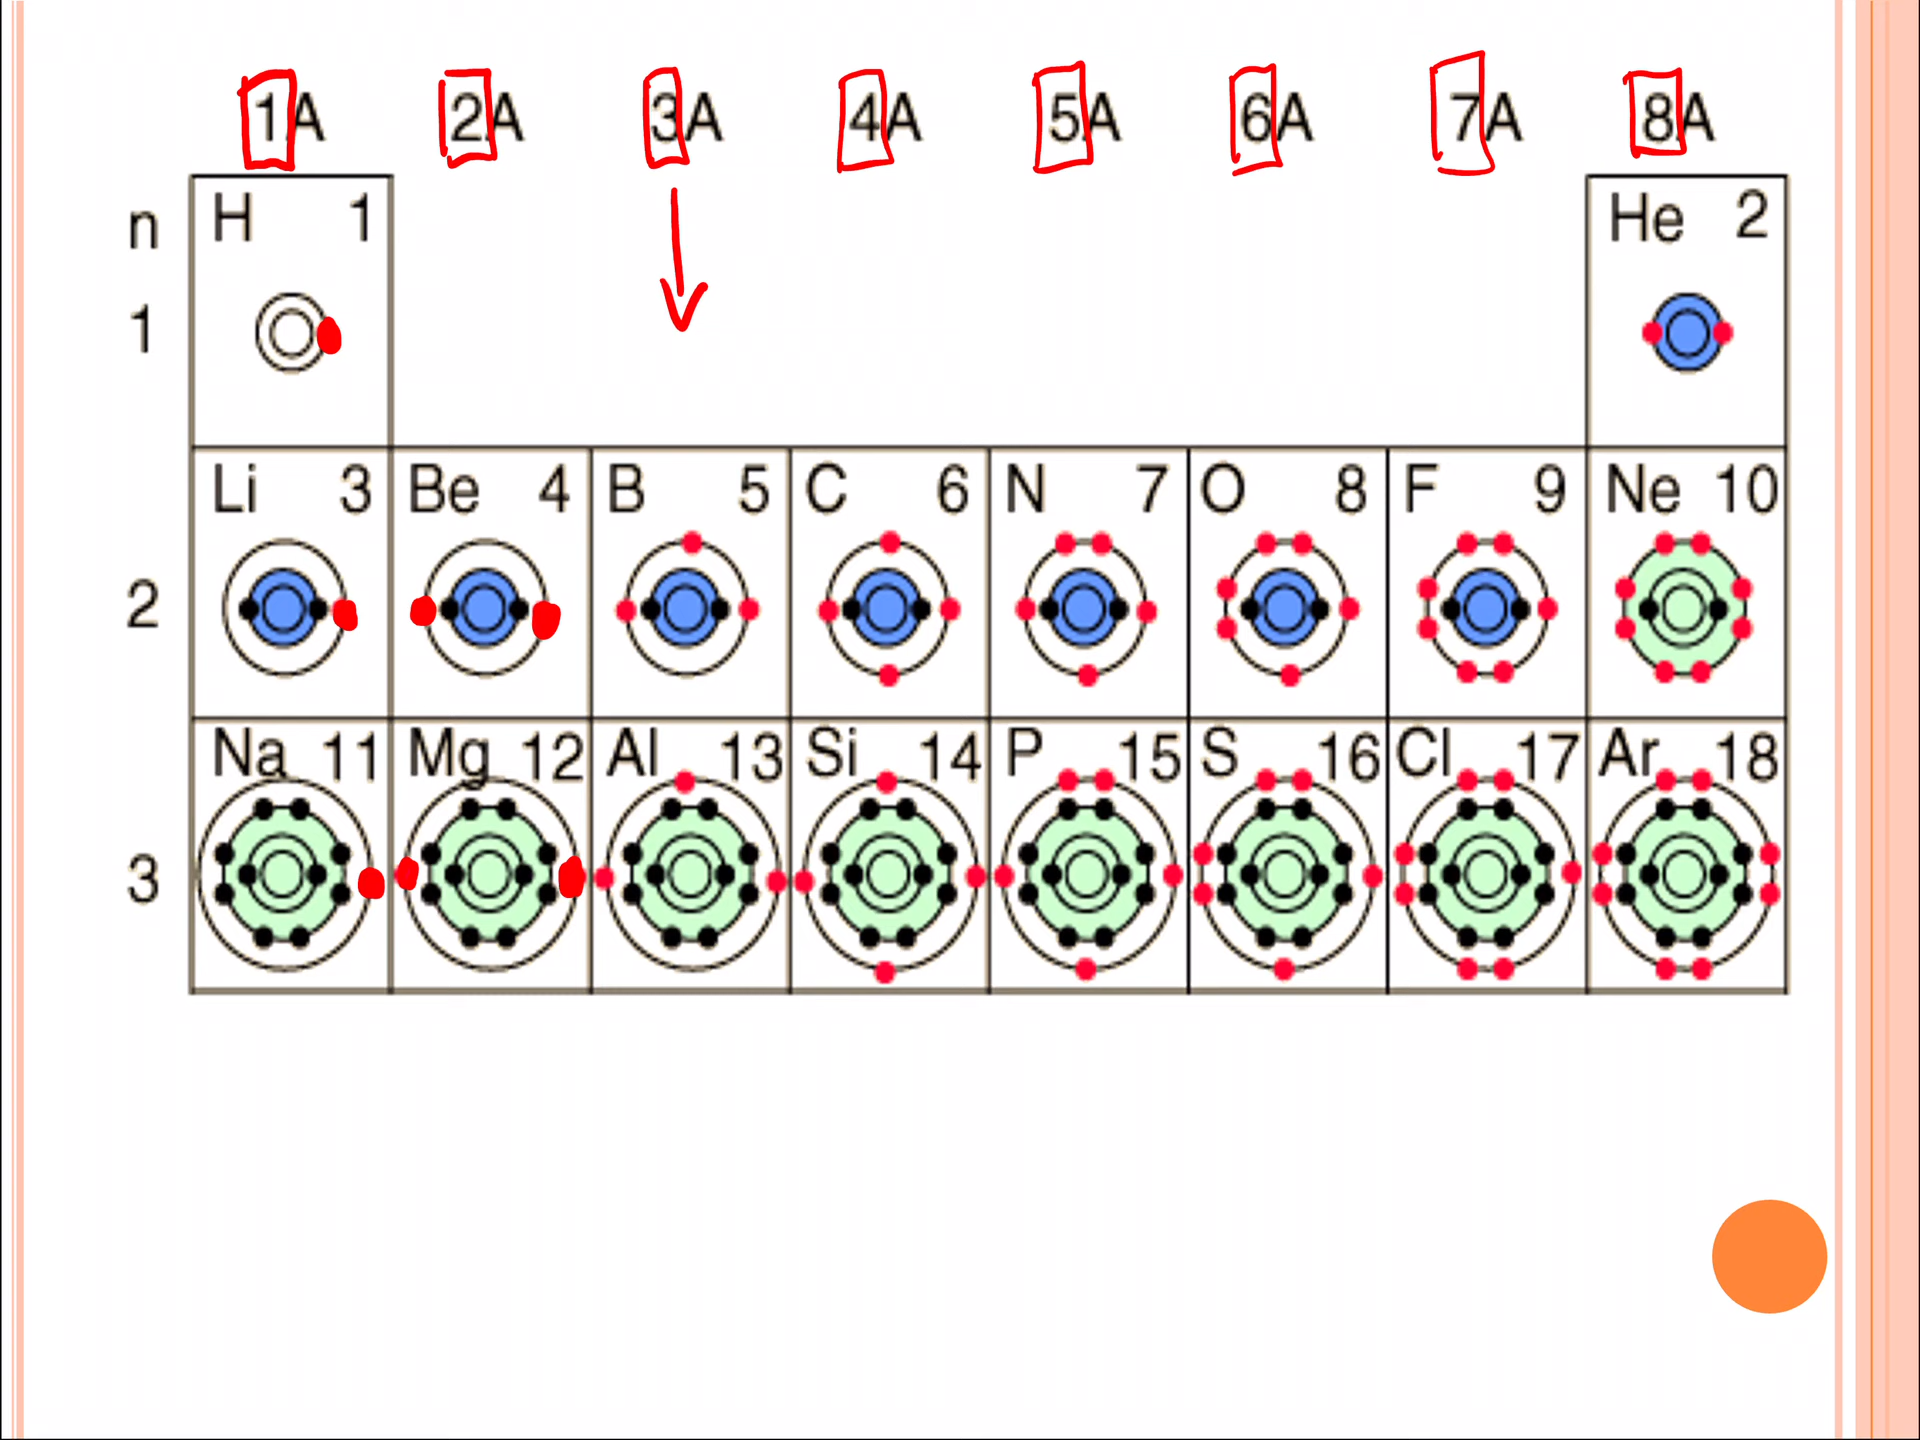 1A 2A 3A 4A 5A 6A 7A 8A
n H 1 He 2
1
Li 3 Be 4 B 5 C 6 N 7 O 8 F 9 Ne 10
2
Na 11 Mg 12 Al 13 Si 14 P 15 S 16 Cl 17 Ar 18
3